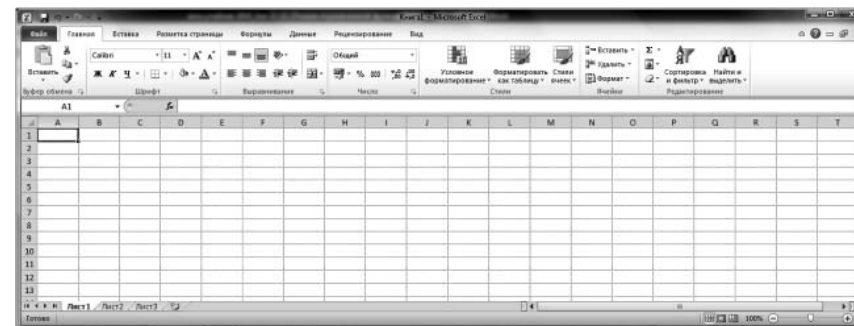 Книга1 - Microsoft Excel
Файл Главная Вставка Разметка страницы Формулы Данные Рецензирование Вид
Вставить
Буфер обмена
Calibri 11
Ж К Ч
Шрифт
Выравнивание
Общий
% 000
Число
Условное форматирование
Форматировать как таблицу
Стили ячеек
Стили
Вставить
Удалить
Формат
Ячейки
Σ
Сортировка и фильтр
Найти и выделить
Редактирование
A1 fx
A B C D E F G H I J K L M N O P Q R S T
1
2
3
4
5
6
7
8
9
10
11
12
13
Лист1 Лист2 Лист3
Готово 100%